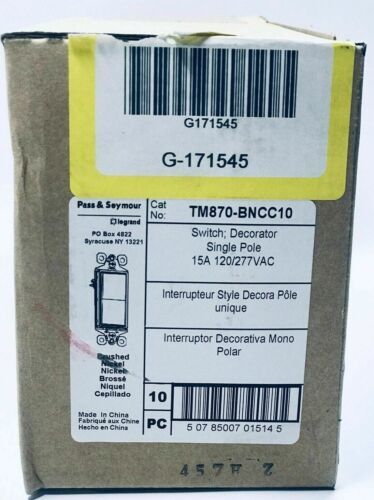 G171545
G-171545
Pass & Seymour
legrand
PO Box 4822
Syracuse NY 13221
Cat
No:
TM870-BNCC10
Switch; Decorator
Single Pole
15A 120/277VAC
Interrupteur Style Decora Pôle
unique
Interruptor Decorativa Mono
Polar
Brushed
Nickel
Nickel
Brossé
Niquel
Cepillado
Made In China
Fabriqué aux Chine
Hecho en China
10
PC
5 07 85007 01514 5